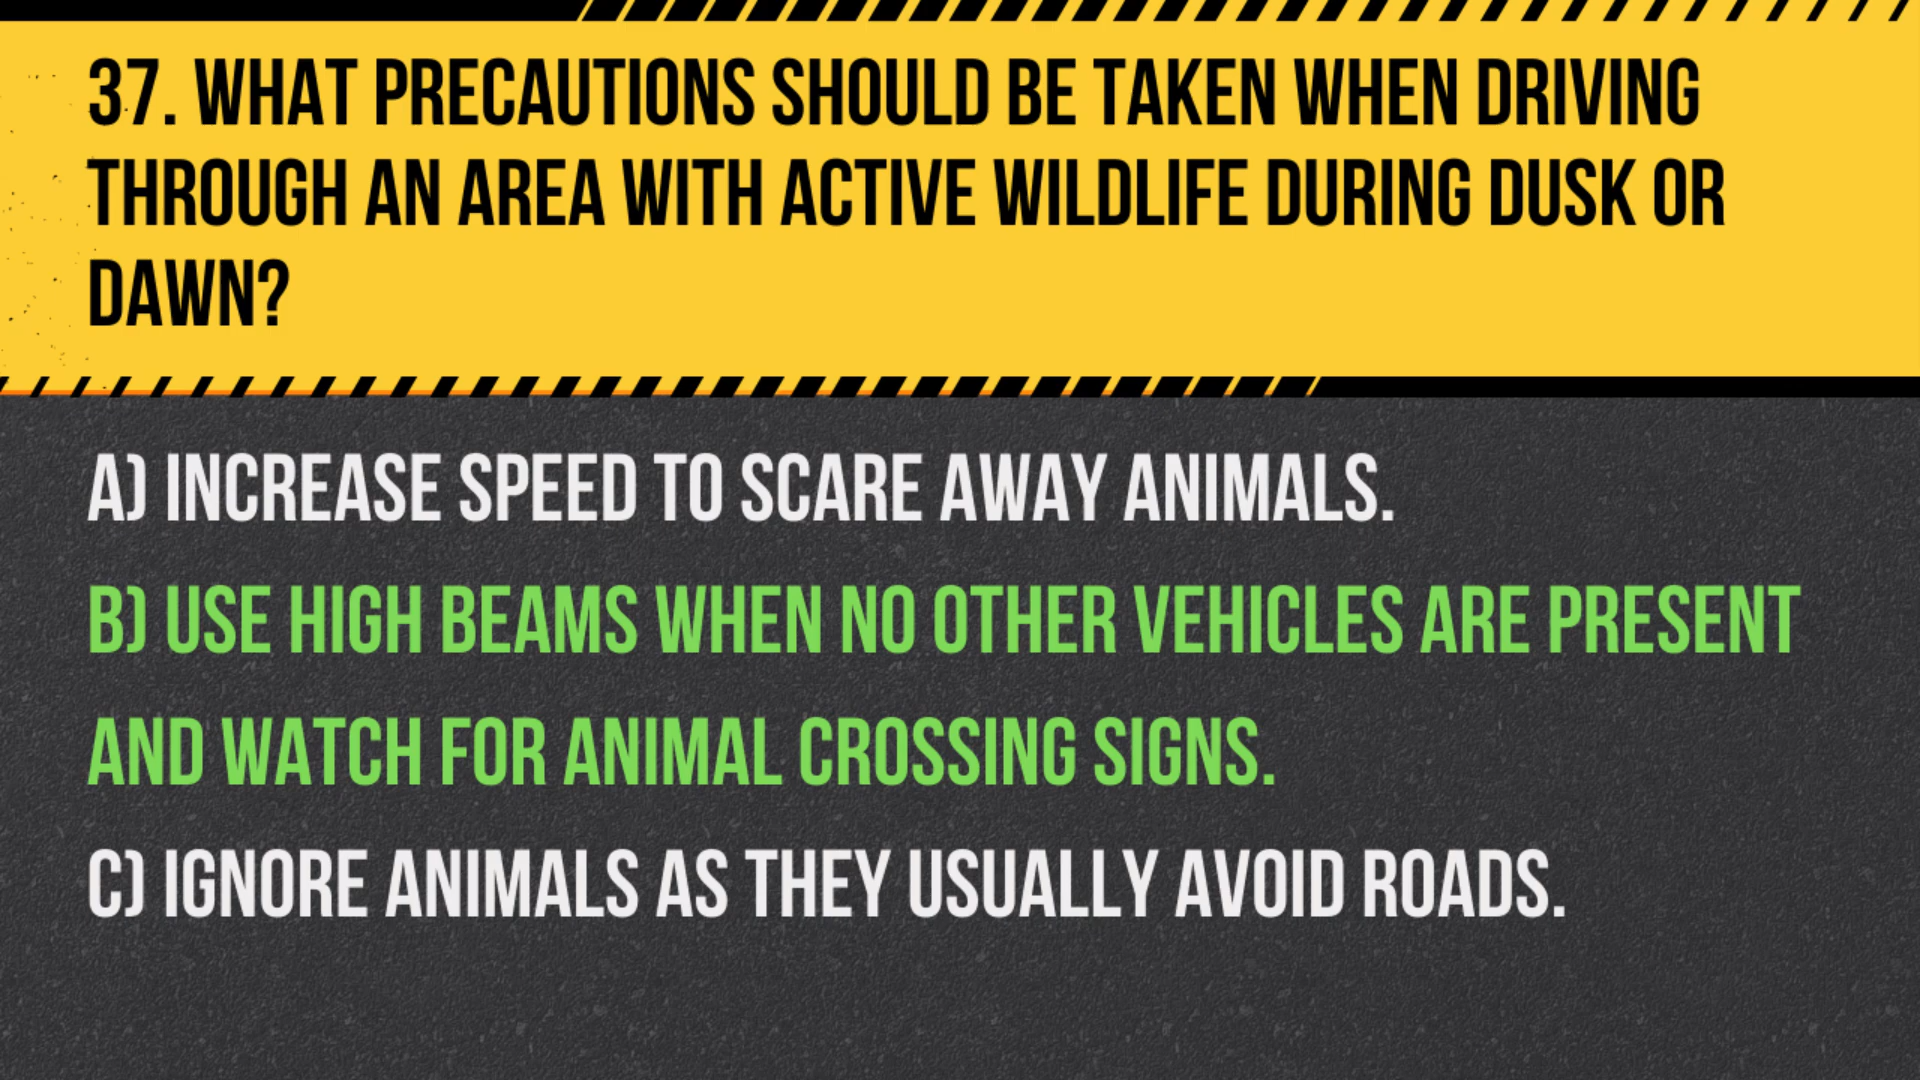 37. WHAT PRECAUTIONS SHOULD BE TAKEN WHEN DRIVING
THROUGH AN AREA WITH ACTIVE WILDLIFE DURING DUSK OR
DAWN?
A) INCREASE SPEED TO SCARE AWAY ANIMALS.
B) USE HIGH BEAMS WHEN NO OTHER VEHICLES ARE PRESENT
AND WATCH FOR ANIMAL CROSSING SIGNS.
C) IGNORE ANIMALS AS THEY USUALLY AVOID ROADS.